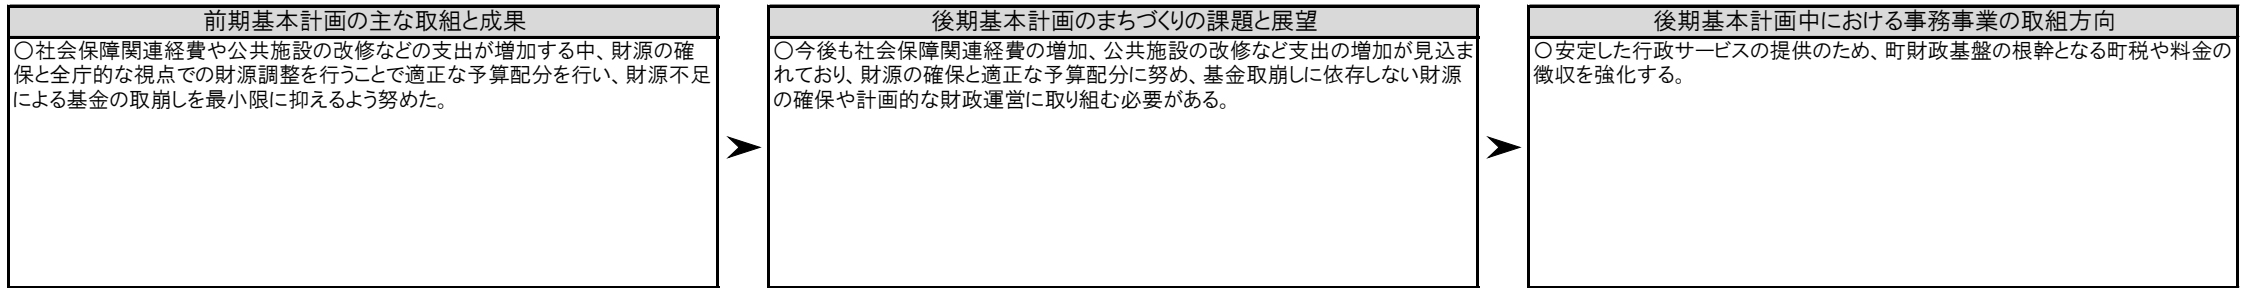 前期基本計画の主な取組と成果
〇社会保障関連経費や公共施設の改修などの支出が増加する中、財源の確
保と全庁的な視点での財源調整を行うことで適正な予算配分を行い、財源不足
による基金の取崩しを最小限に抑えるよう努めた。
後期基本計画のまちづくりの課題と展望
〇今後も社会保障関連経費の増加、公共施設の改修など支出の増加が見込ま
れており、財源の確保と適正な予算配分に努め、基金取崩しに依存しない財源
の確保や計画的な財政運営に取り組む必要がある。
後期基本計画中における事務事業の取組方向
〇安定した行政サービスの提供のため、町財政基盤の根幹となる町税や料金の
徴収を強化する。